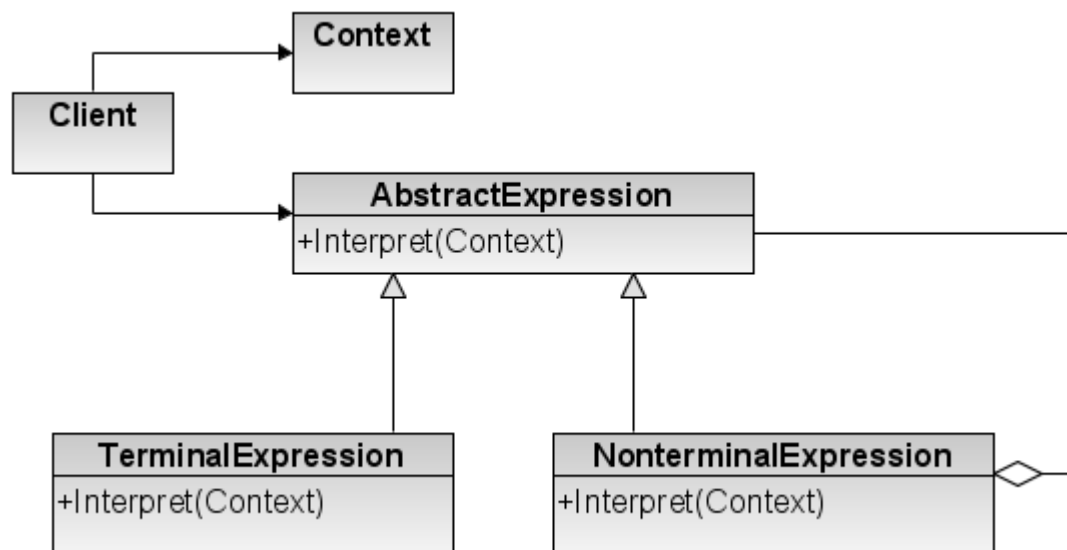 Context
Client
AbstractExpression
+Interpret(Context)
TerminalExpression
+Interpret(Context)
NonterminalExpression
+Interpret(Context)